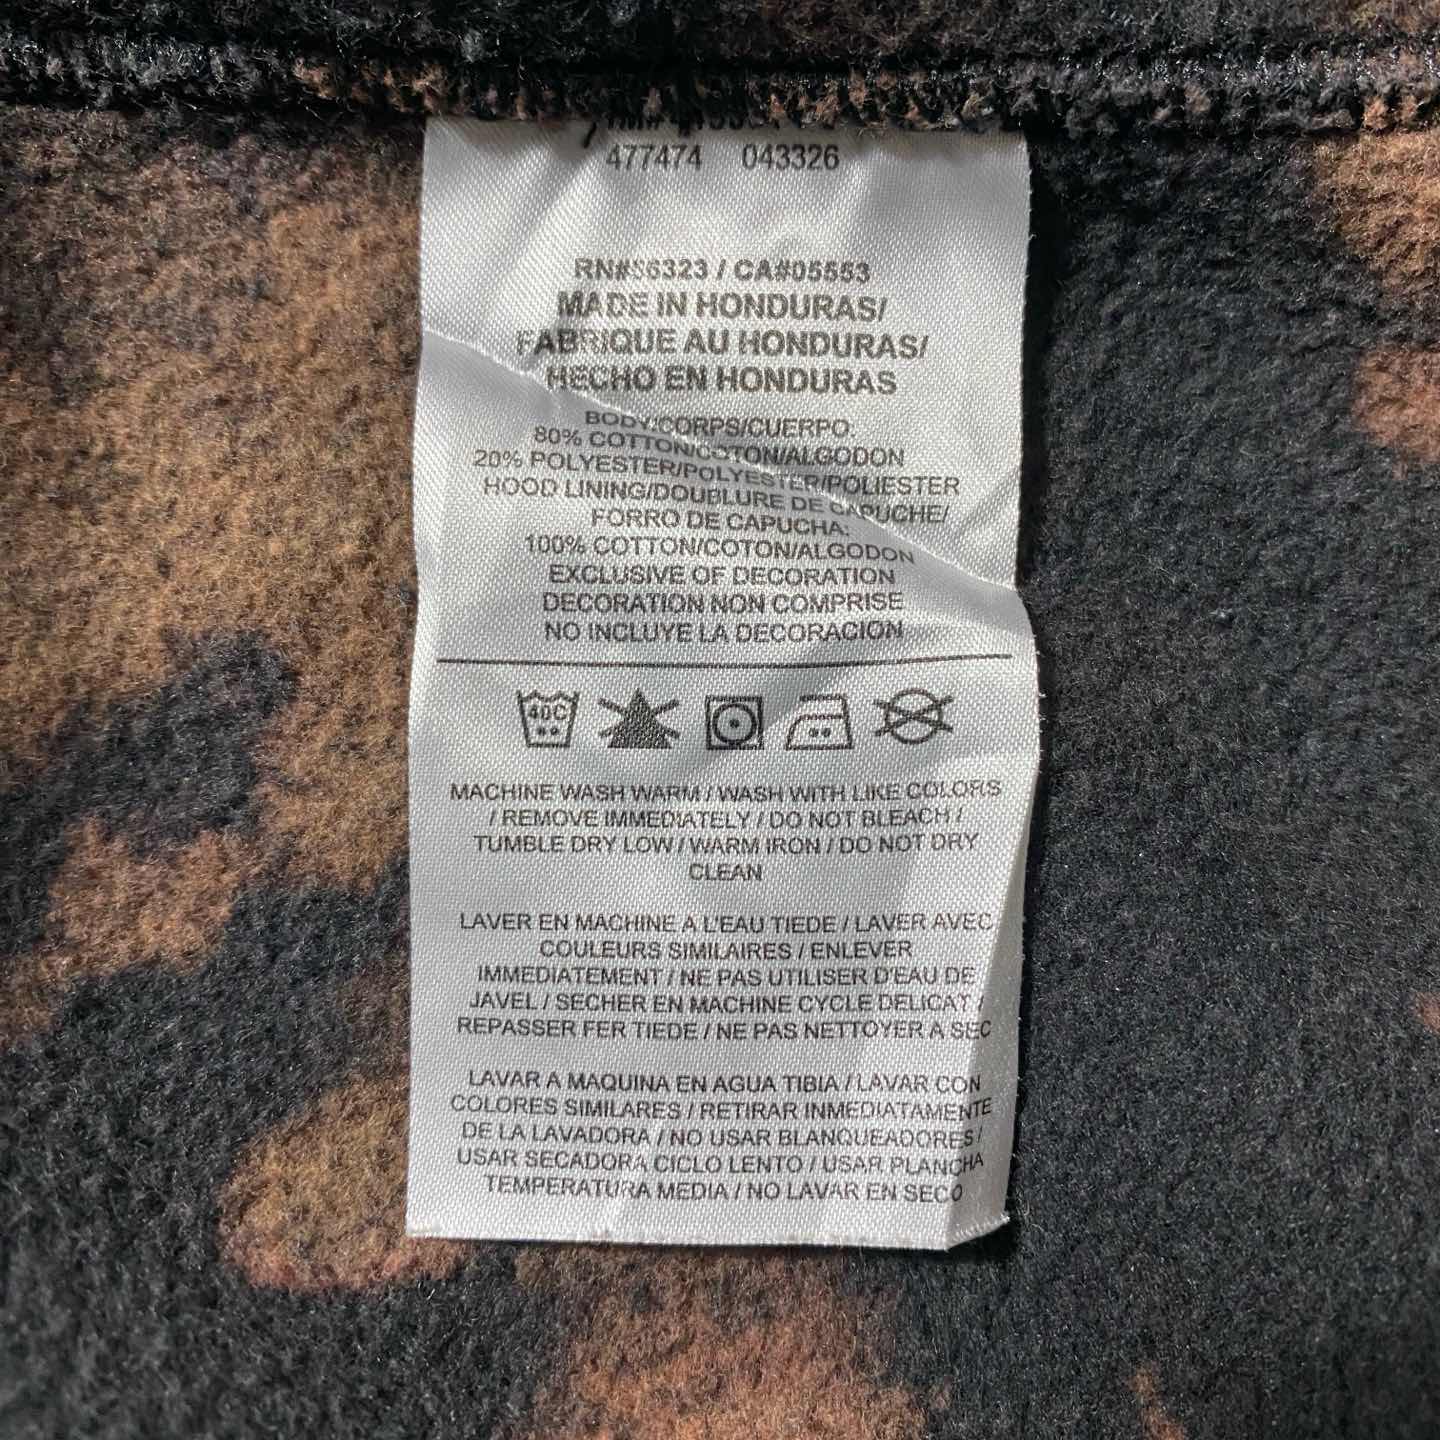 477474 043326
RN#86323 / CA#05553
MADE IN HONDURAS/
FABRIQUE AU HONDURAS/
HECHO EN HONDURAS
BODY/CORPS/CUERPO:
80% COTTON/COTON/ALGODON
20% POLYESTER/POLYESTER/POLIESTER
HOOD LINING/DOUBLURE DE CAPUCHE/
FORRO DE CAPUCHA:
100% COTTON/COTON/ALGODON
EXCLUSIVE OF DECORATION
DECORATION NON COMPRISE
NO INCLUYE LA DECORACION
40C
MACHINE WASH WARM / WASH WITH LIKE COLORS
/ REMOVE IMMEDIATELY / DO NOT BLEACH /
TUMBLE DRY LOW / WARM IRON / DO NOT DRY
CLEAN
LAVER EN MACHINE A L'EAU TIEDE / LAVER AVEC
COULEURS SIMILAIRES / ENLEVER
IMMEDIATEMENT / NE PAS UTILISER D'EAU DE
JAVEL / SECHER EN MACHINE CYCLE DELICAT /
REPASSER FER TIEDE / NE PAS NETTOYER A SEC
LAVAR A MAQUINA EN AGUA TIBIA / LAVAR CON
COLORES SIMILARES / RETIRAR INMEDIATAMENTE
DE LA LAVADORA / NO USAR BLANQUEADORES /
USAR SECADORA CICLO LENTO / USAR PLANCHA
TEMPERATURA MEDIA / NO LAVAR EN SECO